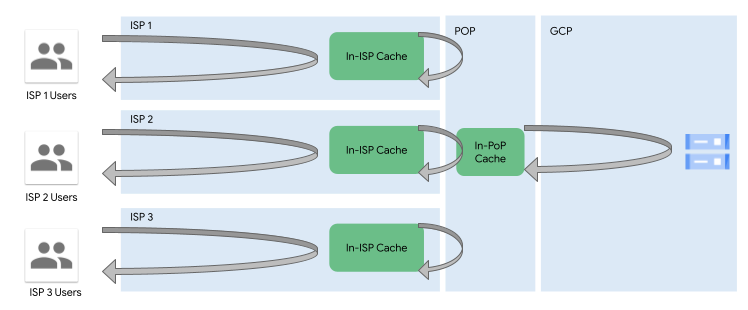 ISP 1
POP
GCP
In-ISP Cache
ISP 1 Users
ISP 2
In-ISP Cache
In-PoP
Cache
ISP 2 Users
ISP 3
In-ISP Cache
ISP 3 Users